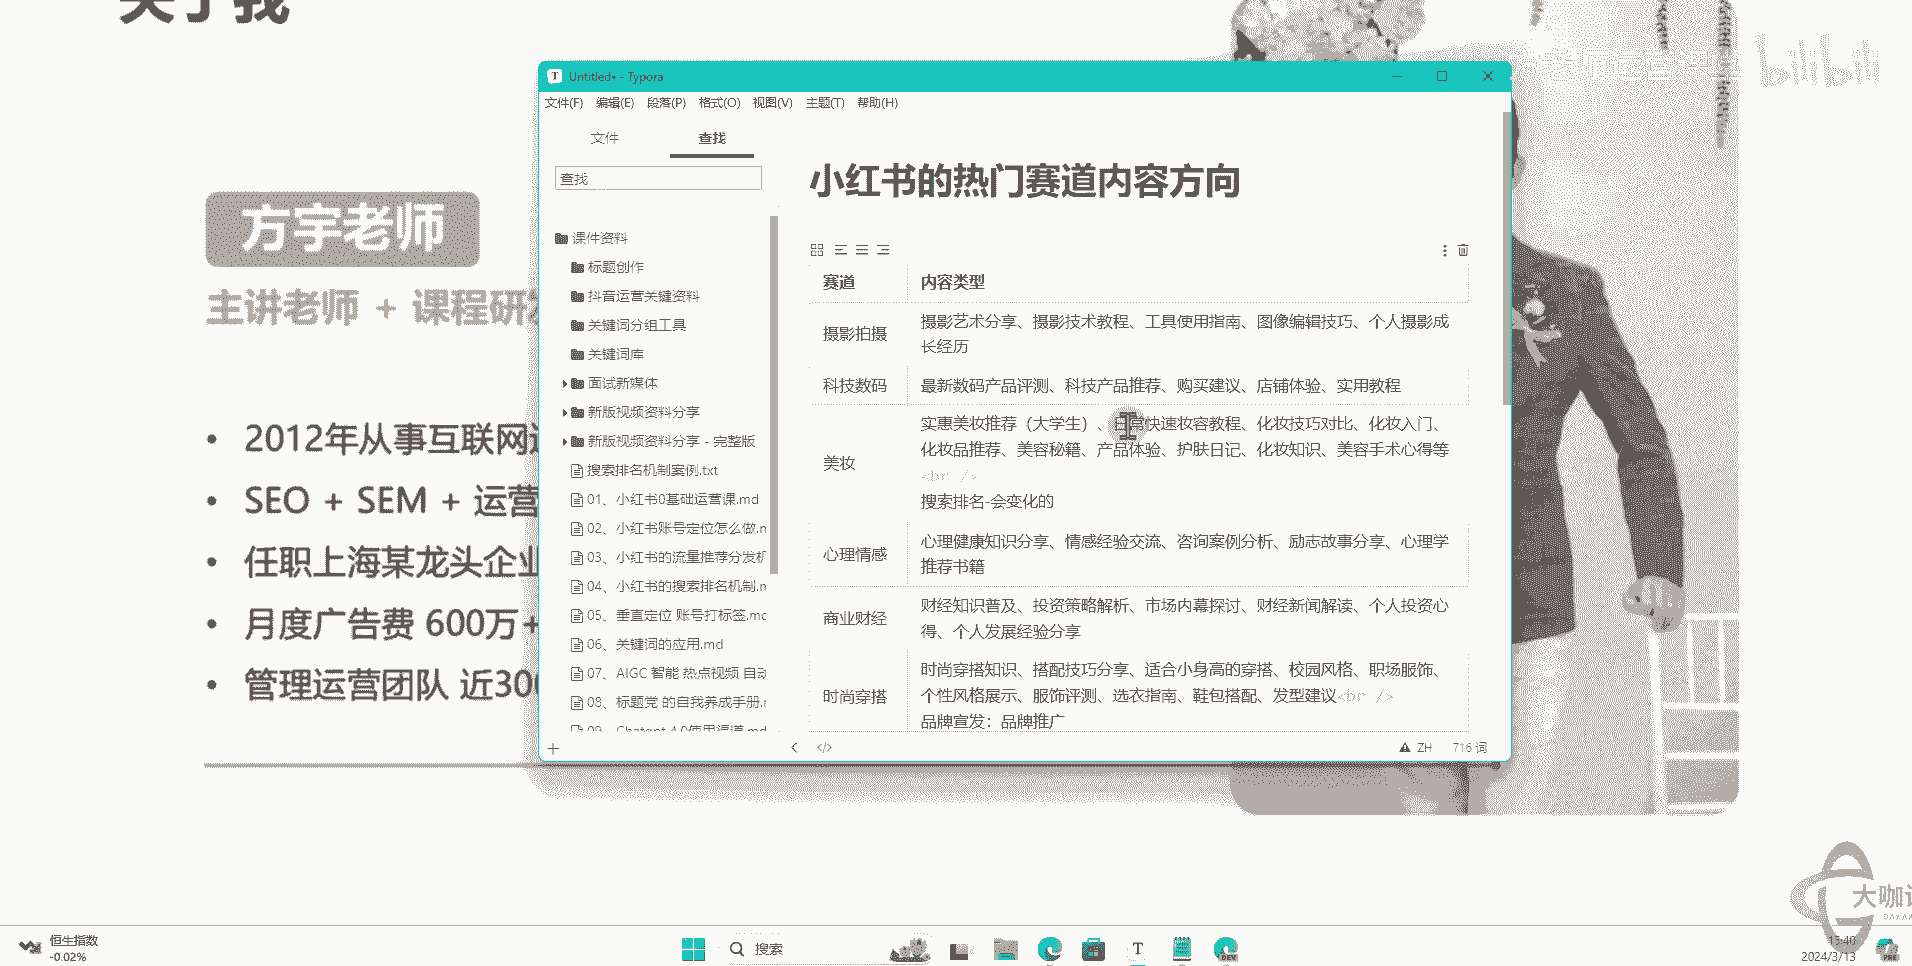 关于我
bilibili
方宇老师
主讲老师 + 课程研发
2012年从事互联网
SEO + SEM + 运营
任职上海某龙头企业
月度广告费 600万+
管理运营团队 近300
Untitled• - Typora
文件(F) 编辑(E) 段落(P) 格式(O) 视图(V) 主题(T) 帮助(H)
文件 查找
查找
课件资料
标题创作
抖音运营关键资料
关键词分组工具
关键词库
面试新媒体
新版视频资料分享
新版视频资料分享 - 完整版
搜索排名机制案例.txt
01、小红书0基础运营课.md
02、小红书账号定位怎么做.m
03、小红书的流量推荐分发机
04、小红书的搜索排名机制.m
05、垂直定位 账号打标签.md
06、关键词的应用.md
07、AIGC 智能 热点视频 自动
08、标题党 的自我养成手册.m
09、Chatgpt 4.0使用渠道.md
小红书的热门赛道内容方向
赛道 内容类型
摄影拍摄 摄影艺术分享、摄影技术教程、工具使用指南、图像编辑技巧、个人摄影成
长经历
科技数码 最新数码产品评测、科技产品推荐、购买建议、店铺体验、实用教程
美妆 实惠美妆推荐（大学生）、日常快速妆容教程、化妆技巧对比、化妆入门、
化妆品推荐、美容秘籍、产品体验、护肤日记、化妆知识、美容手术心得等
<br />
搜索排名-会变化的
心理情感 心理健康知识分享、情感经验交流、咨询案例分析、励志故事分享、心理学
推荐书籍
商业财经 财经知识普及、投资策略解析、市场内幕探讨、财经新闻解读、个人投资心
得、个人发展经验分享
时尚穿搭 时尚穿搭知识、搭配技巧分享、适合小身高的穿搭、校园风格、职场服饰、
个性风格展示、服饰评测、选衣指南、鞋包搭配、发型建议<br />
品牌宣发：品牌推广
</>
ZH 716 词
大咖
恒生指数
-0.02%
搜索
13:40
2024/3/13
DEV
PRE